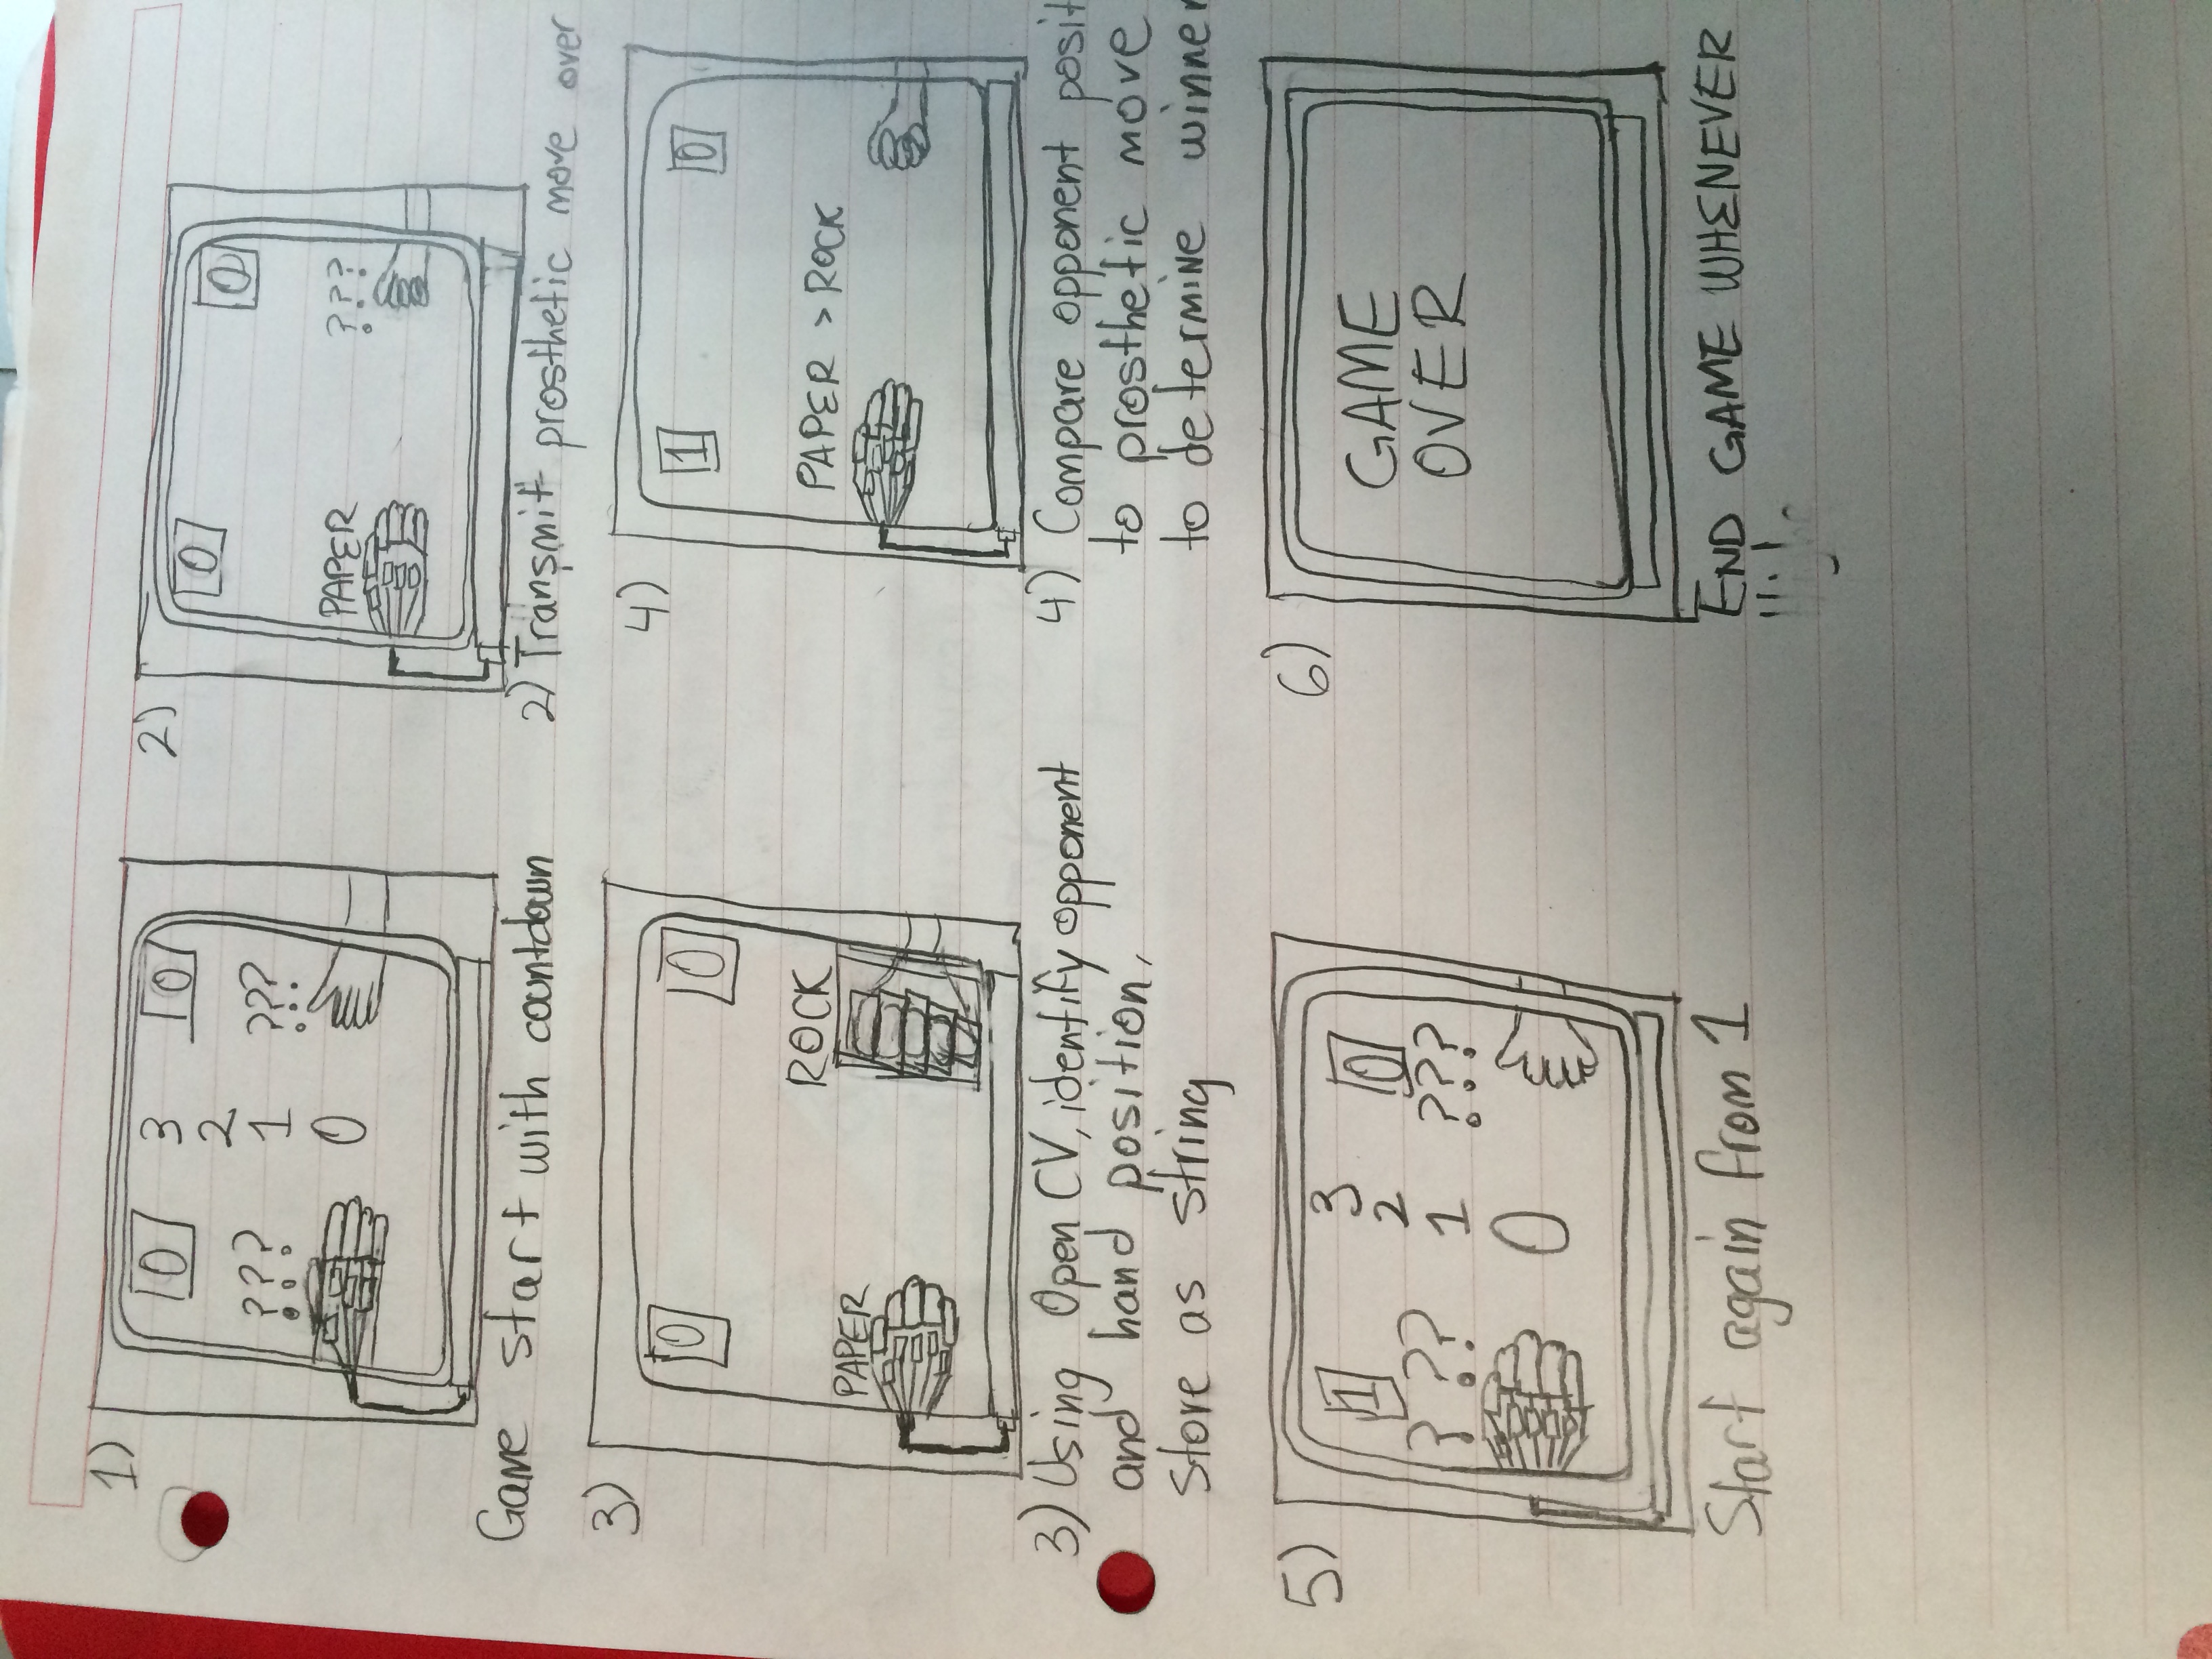 1)
0 3 0
2
??? 1 ???
0
Game start with countdown
2)
0
0
PAPER ???
2) Transmit prosthetic move over
3)
0 0
ROCK
PAPER
3) Using Open CV, identify opponent
and hand position,
store as string
4)
1 0
PAPER > ROCK
4) Compare opponent posit
to prosthetic move
to determine winner
5)
1 3 0
2
? ?? 1 ???
0
Start again from 1
6)
GAME
OVER
END GAME WHENEVER